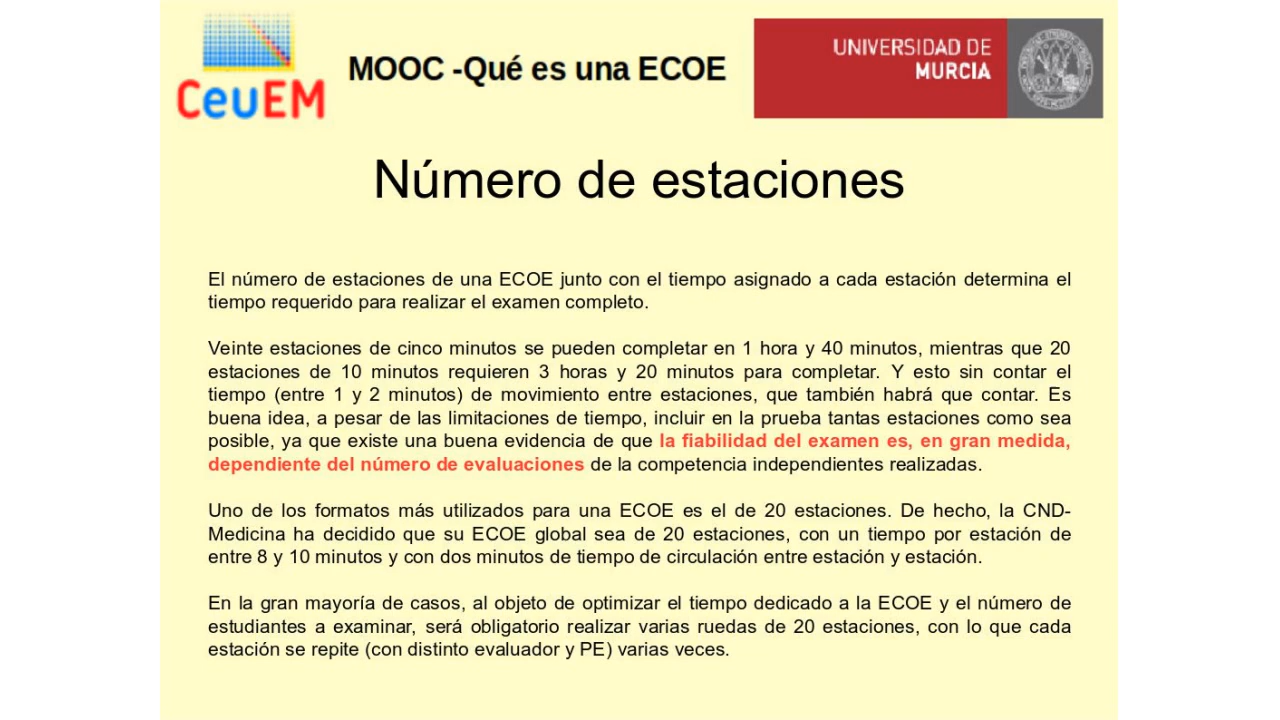 CeuEM
MOOC -Qué es una ECOE
UNIVERSIDAD DE
MURCIA
Número de estaciones
El número de estaciones de una ECOE junto con el tiempo asignado a cada estación determina el
tiempo requerido para realizar el examen completo.
Veinte estaciones de cinco minutos se pueden completar en 1 hora y 40 minutos, mientras que 20
estaciones de 10 minutos requieren 3 horas y 20 minutos para completar. Y esto sin contar el
tiempo (entre 1 y 2 minutos) de movimiento entre estaciones, que también habrá que contar. Es
buena idea, a pesar de las limitaciones de tiempo, incluir en la prueba tantas estaciones como sea
posible, ya que existe una buena evidencia de que la fiabilidad del examen es, en gran medida,
dependiente del número de evaluaciones de la competencia independientes realizadas.
Uno de los formatos más utilizados para una ECOE es el de 20 estaciones. De hecho, la CND-
Medicina ha decidido que su ECOE global sea de 20 estaciones, con un tiempo por estación de
entre 8 y 10 minutos y con dos minutos de tiempo de circulación entre estación y estación.
En la gran mayoría de casos, al objeto de optimizar el tiempo dedicado a la ECOE y el número de
estudiantes a examinar, será obligatorio realizar varias ruedas de 20 estaciones, con lo que cada
estación se repite (con distinto evaluador y PE) varias veces.